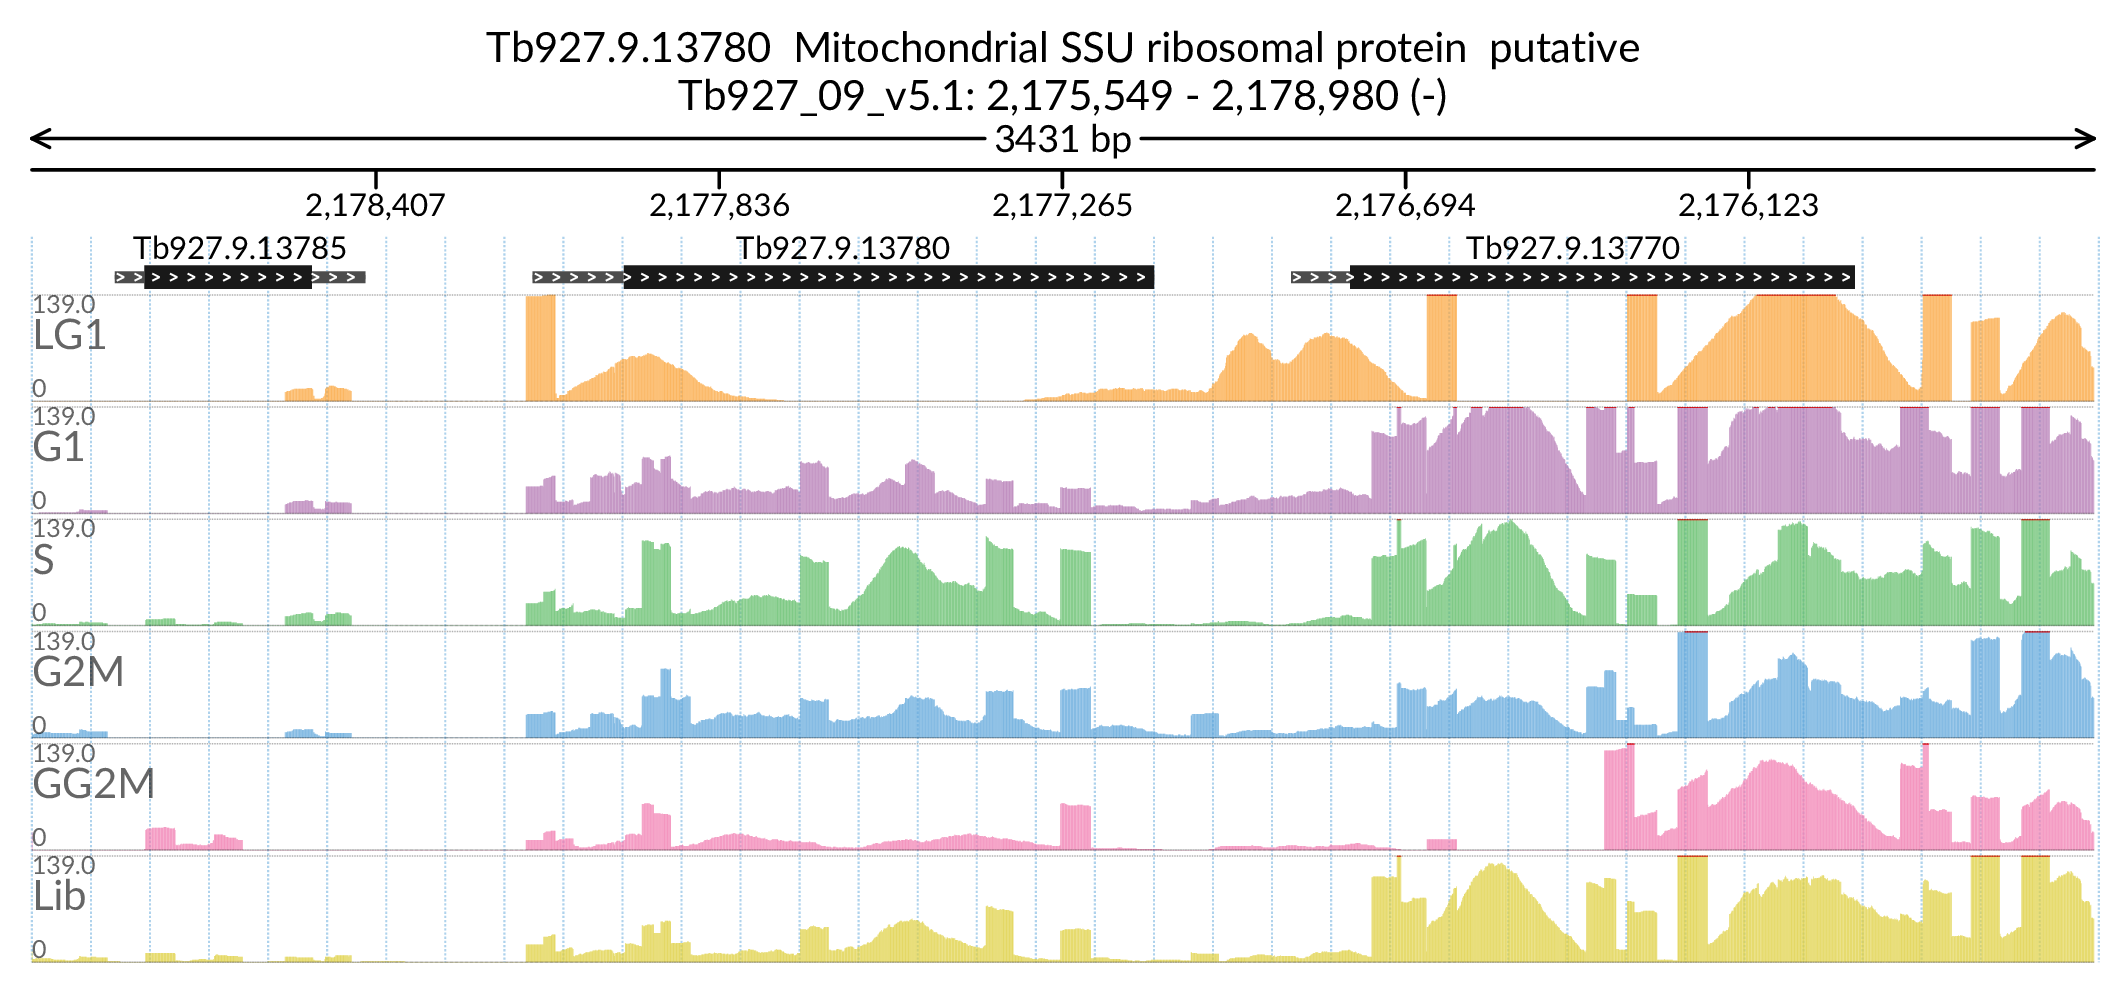 Tb927.9.13780  Mitochondrial SSU ribosomal protein  putative
Tb927_09_v5.1: 2,175,549 - 2,178,980 (-)
3431 bp
2,178,407 2,177,836 2,177,265 2,176,694 2,176,123
Tb927.9.13785 Tb927.9.13780 Tb927.9.13770
139.0
LG1
0
139.0
G1
0
139.0
S
0
139.0
G2M
0
139.0
GG2M
0
139.0
Lib
0